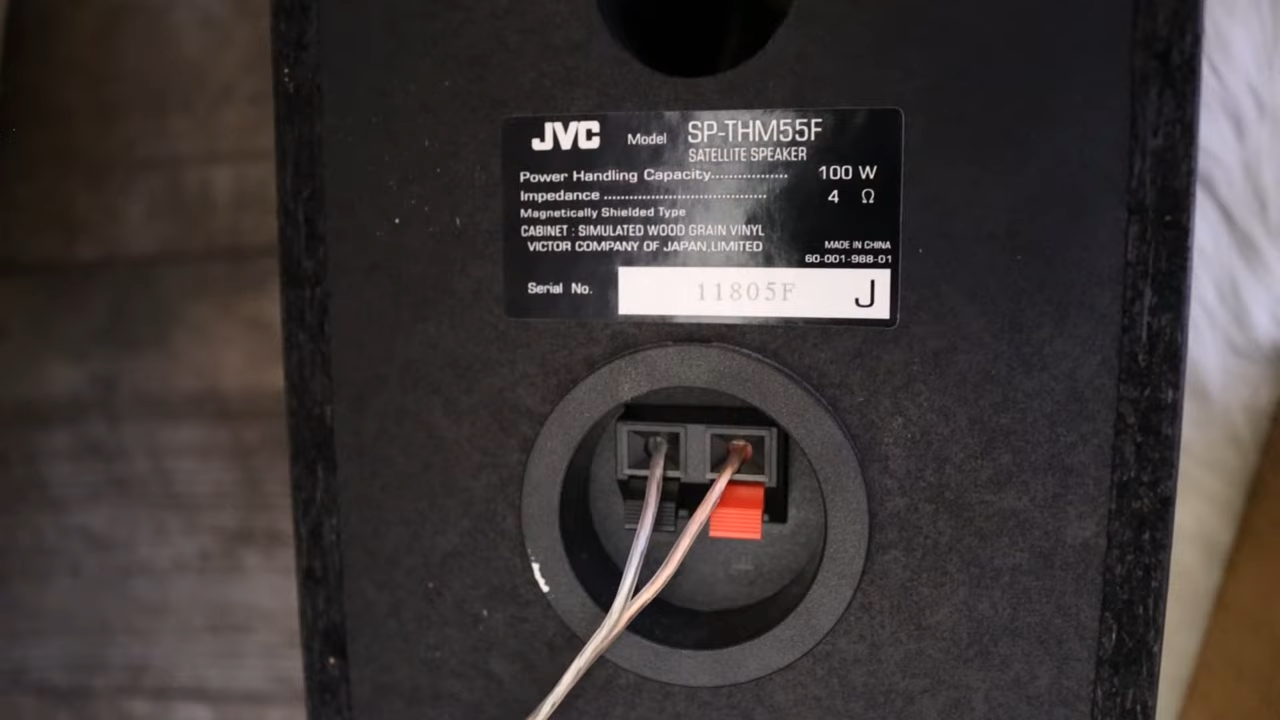 JVC Model SP-THM55F
SATELLITE SPEAKER
Power Handling Capacity.................. 100 W
Impedance ...................................... 4 Ω
Magnetically Shielded Type
CABINET : SIMULATED WOOD GRAIN VINYL
VICTOR COMPANY OF JAPAN,LIMITED
MADE IN CHINA
60-001-988-01
Serial No. 11805F J